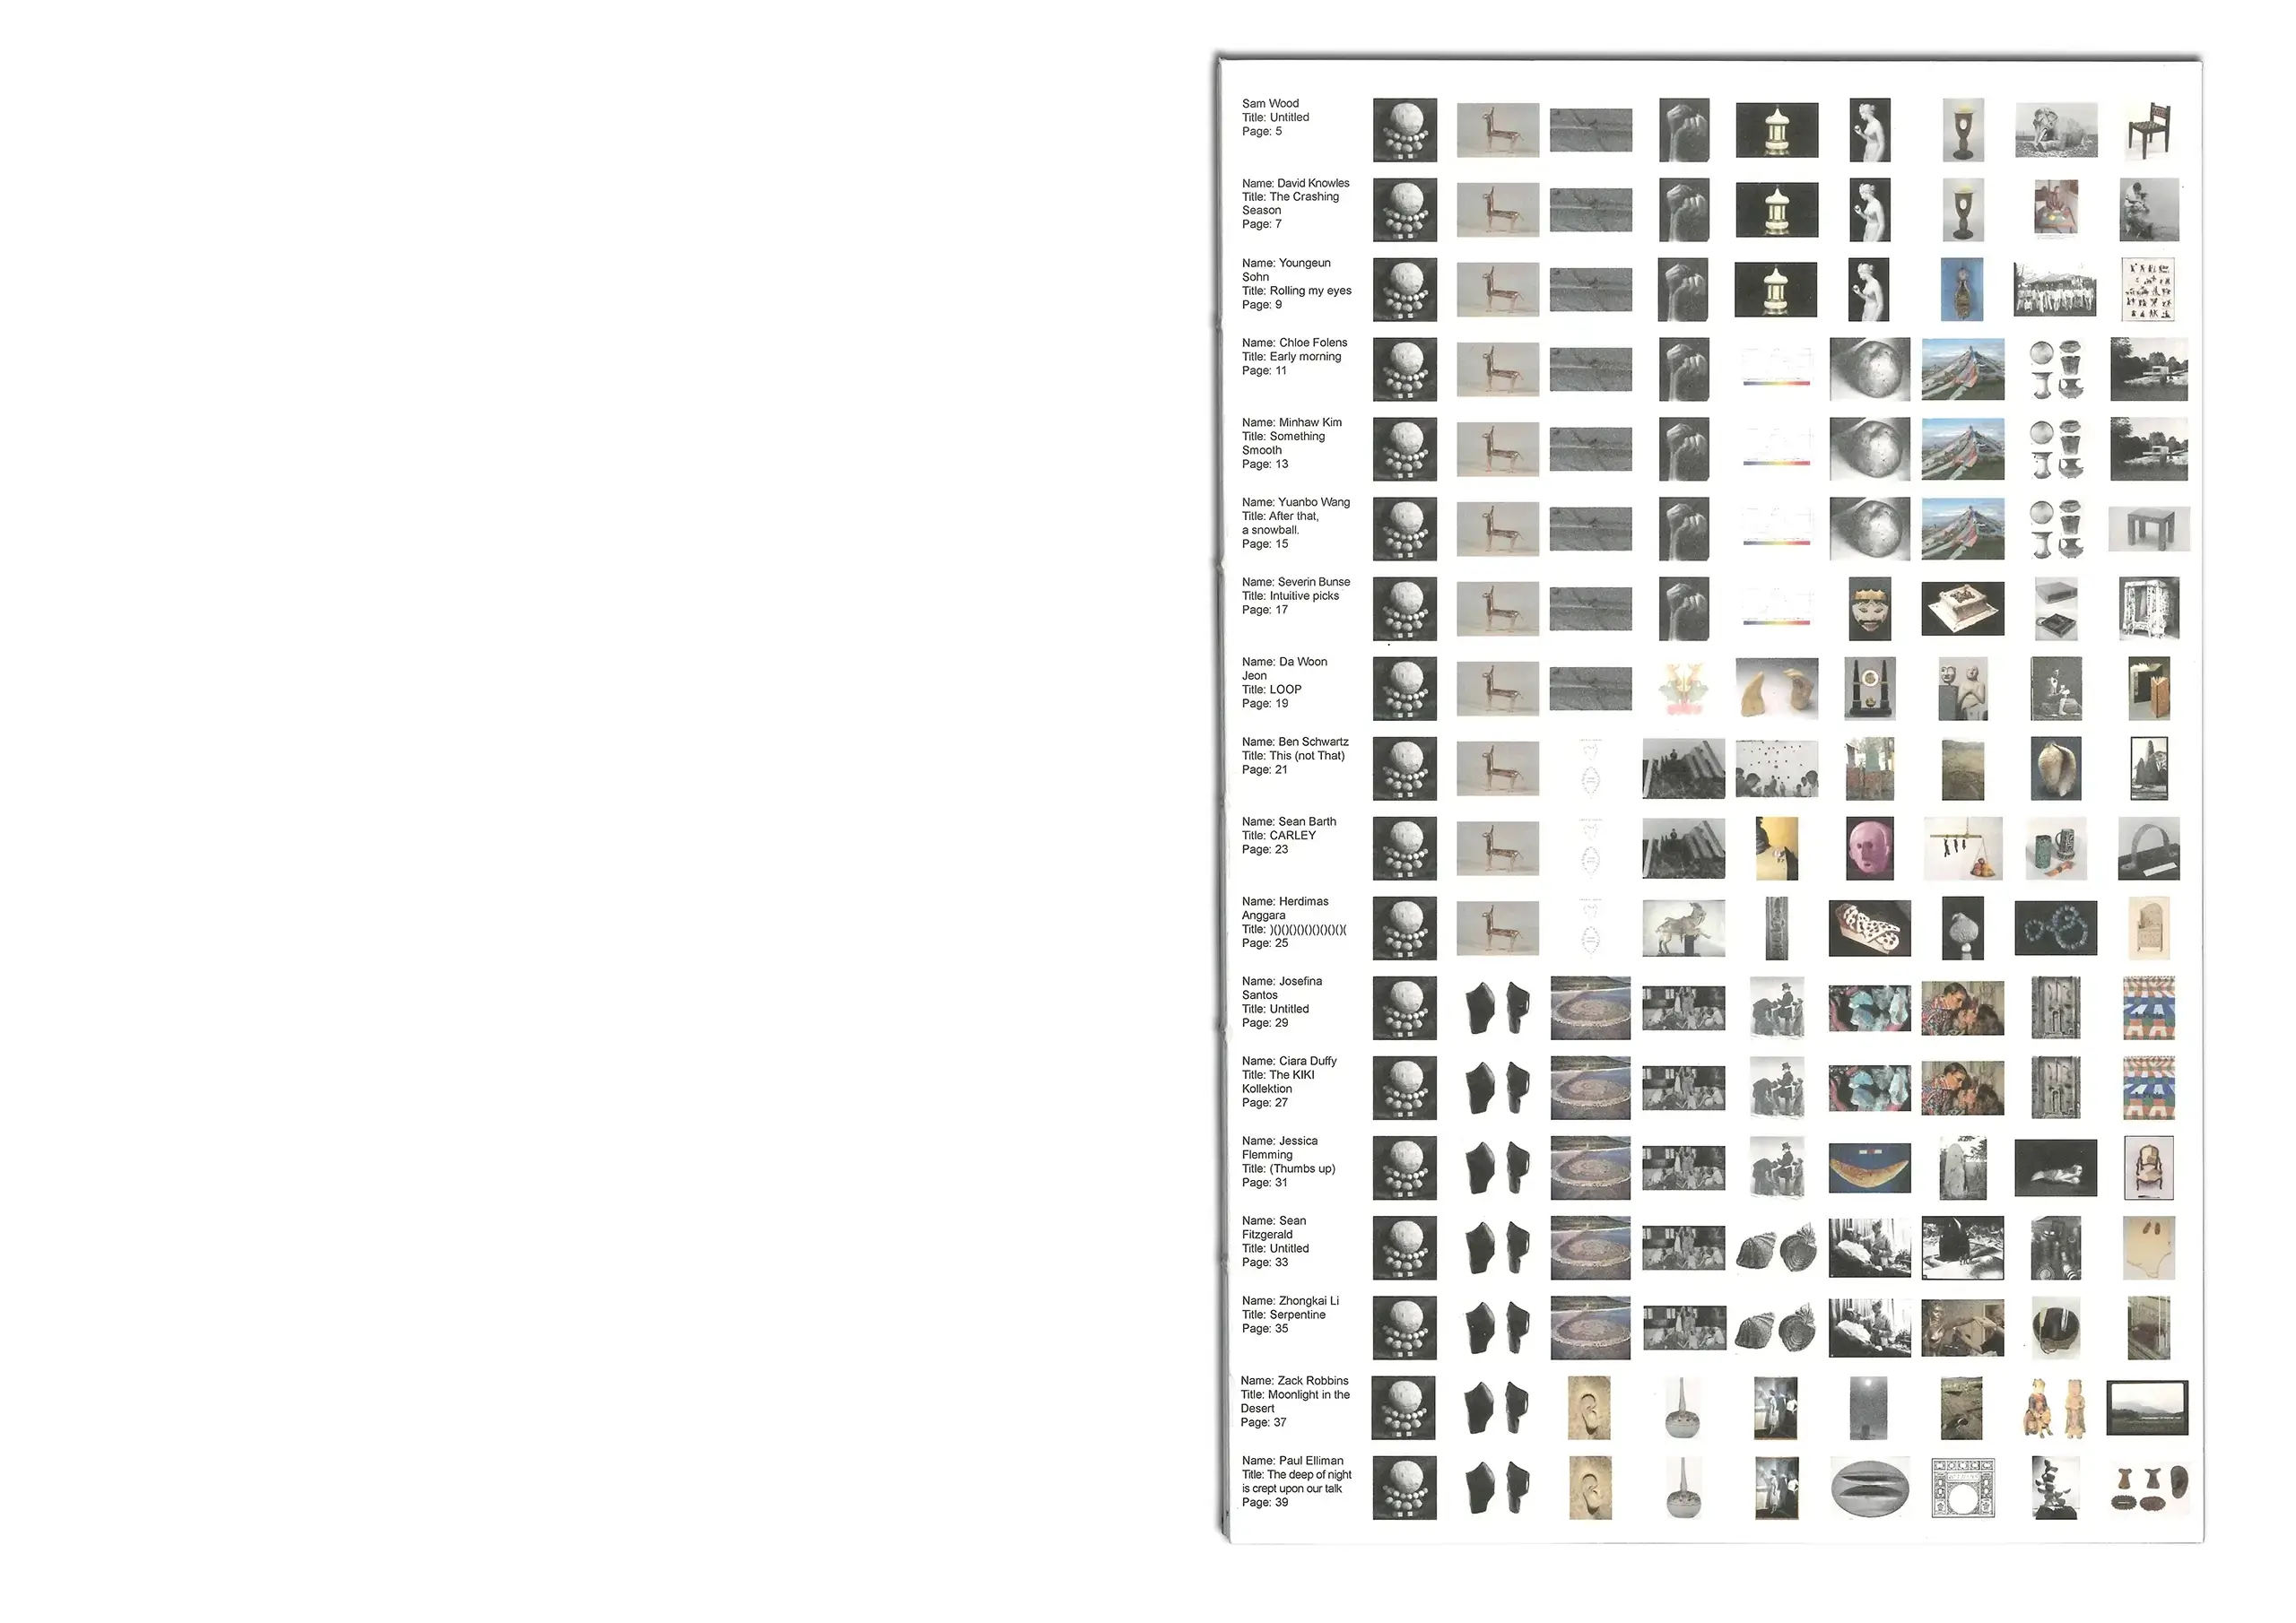 Sam Wood
Title: Untitled
Page: 5
Name: David Knowles
Title: The Crashing
Season
Page: 7
Name: Youngeun
Sohn
Title: Rolling my eyes
Page: 9
Name: Chloe Folens
Title: Early morning
Page: 11
Name: Minhaw Kim
Title: Something
Smooth
Page: 13
Name: Yuanbo Wang
Title: After that,
a snowball.
Page: 15
Name: Severin Bunse
Title: Intuitive picks
Page: 17
Name: Da Woon
Jeon
Title: LOOP
Page: 19
Name: Ben Schwartz
Title: This (not That)
Page: 21
Name: Sean Barth
Title: CARLEY
Page: 23
Name: Herdimas
Anggara
Title: )()()()()()()()()()(
Page: 25
Name: Josefina
Santos
Title: Untitled
Page: 29
Name: Ciara Duffy
Title: The KIKI
Kollektion
Page: 27
Name: Jessica
Flemming
Title: (Thumbs up)
Page: 31
Name: Sean
Fitzgerald
Title: Untitled
Page: 33
Name: Zhongkai Li
Title: Serpentine
Page: 35
Name: Zack Robbins
Title: Moonlight in the
Desert
Page: 37
Name: Paul Elliman
Title: The deep of night
is crept upon our talk
Page: 39